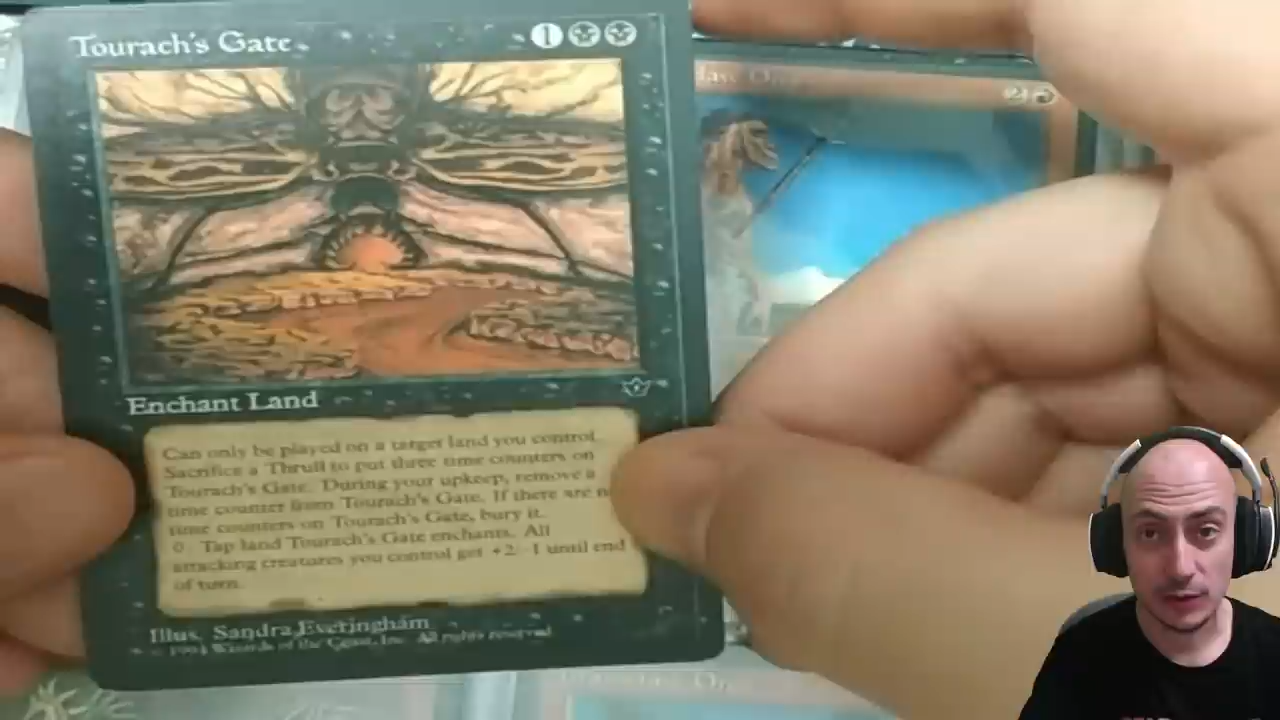 Tourach's Gate
1
2
Enchant Land
Can only be played on a target land you control.
Sacrifice a Thrull to put three time counters on
Tourach's Gate. During your upkeep, remove a
time counter from Tourach's Gate. If there are
time counters on Tourach's Gate, bury it.
0: Tap land Tourach's Gate enchants. All
attacking creatures you control get +2/-1 until end
of turn.
Illus. Sandra Everingham
© 1994 Wizards of the Coast, Inc. All rights reserved.